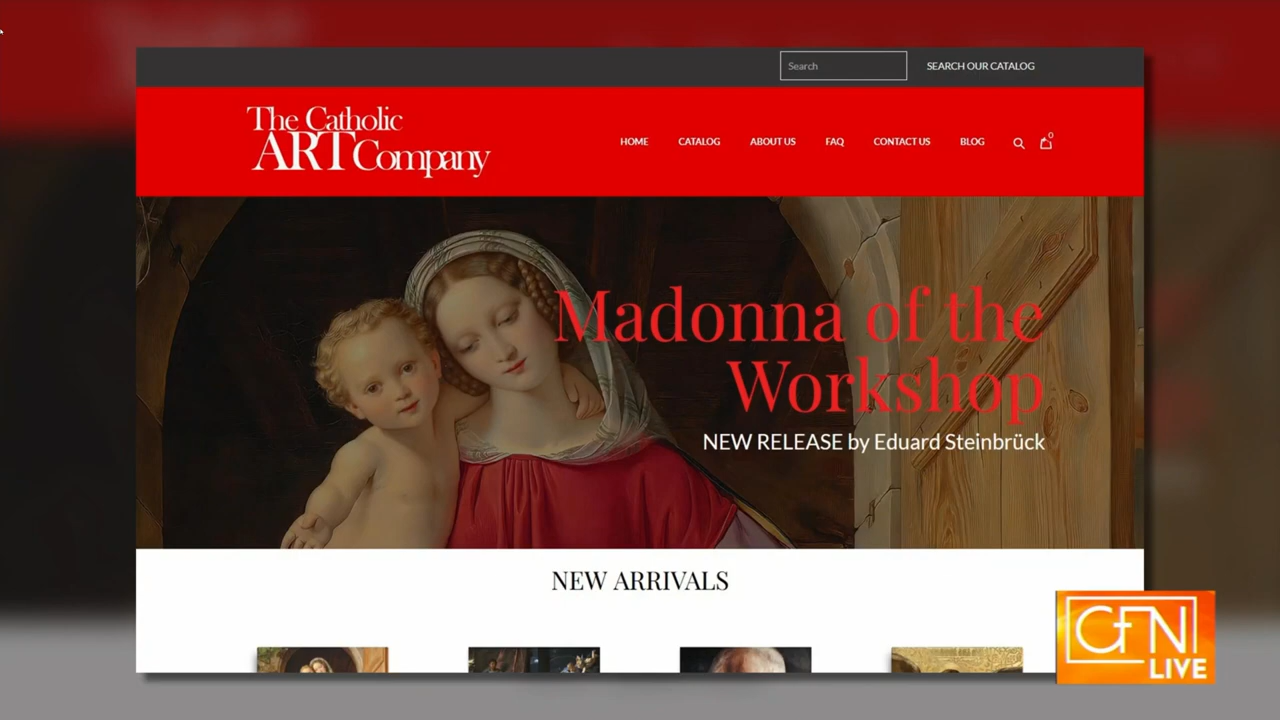 Search
SEARCH OUR CATALOG
The Catholic
ART Company
HOME
CATALOG
ABOUT US
FAQ
CONTACT US
BLOG
0
Madonna of the
Workshop
NEW RELEASE by Eduard Steinbrück
NEW ARRIVALS
CFN
LIVE